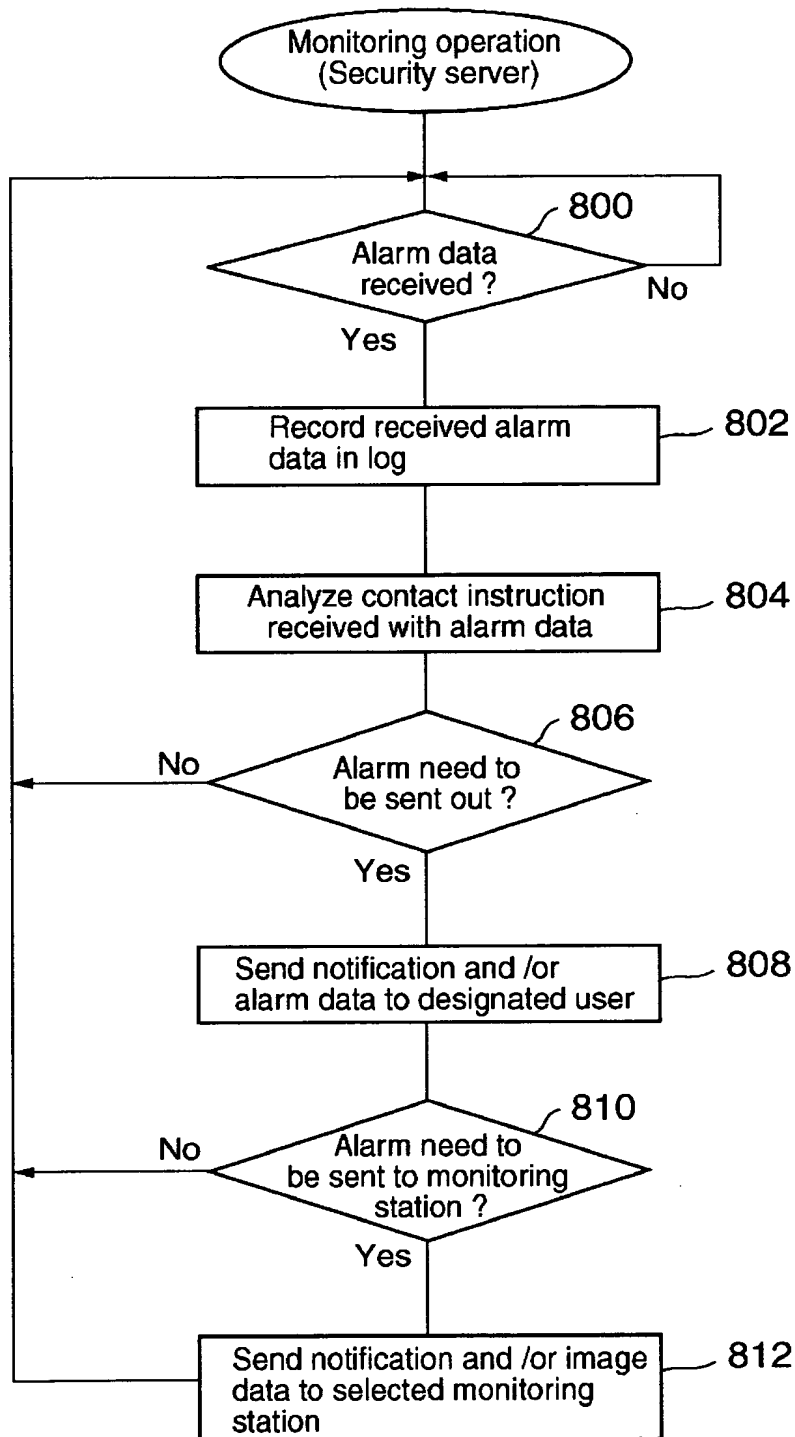 Monitoring operation
(Security server)
800
Alarm data
received ?
No
Yes
Record received alarm
data in log
802
Analyze contact instruction
received with alarm data
804
806
No
Alarm need to
be sent out ?
Yes
Send notification and /or
alarm data to designated user
808
810
No
Alarm need to
be sent to monitoring
station ?
Yes
Send notification and /or image
data to selected monitoring
station
812